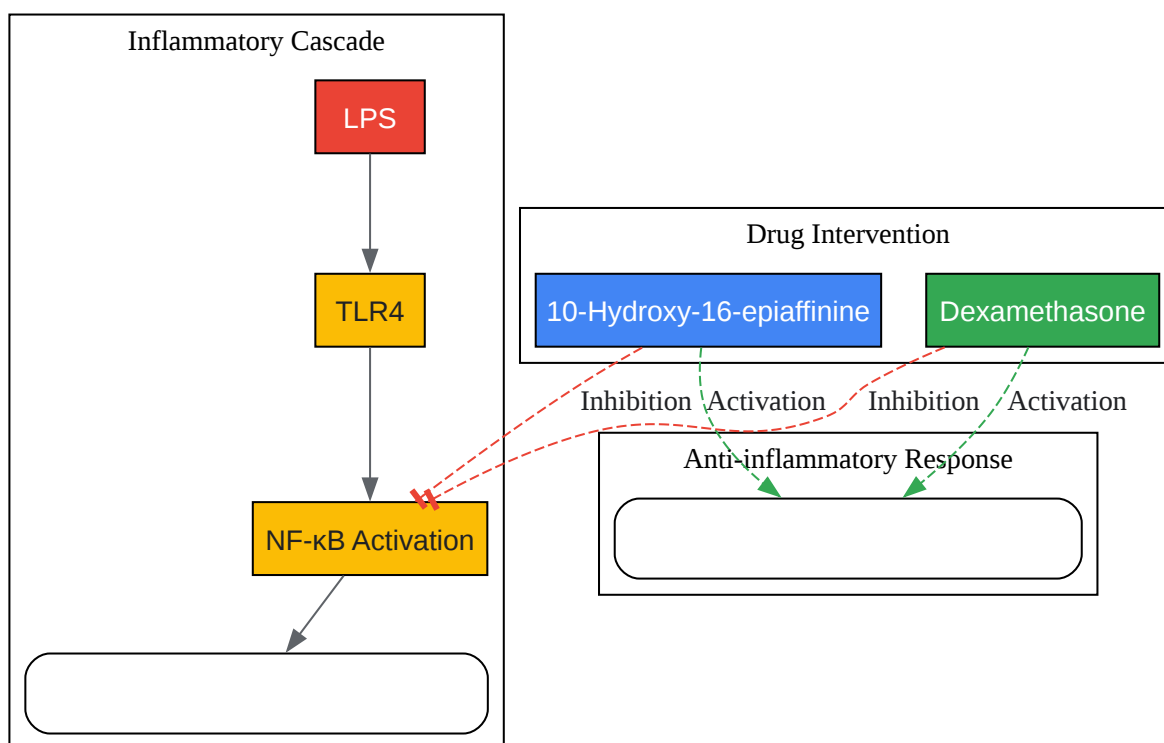 Inflammatory Cascade
LPS
TLR4
NF-κB Activation
Drug Intervention
10-Hydroxy-16-epiaffinine
Dexamethasone
Inhibition
Activation
Inhibition
Activation
Anti-inflammatory Response